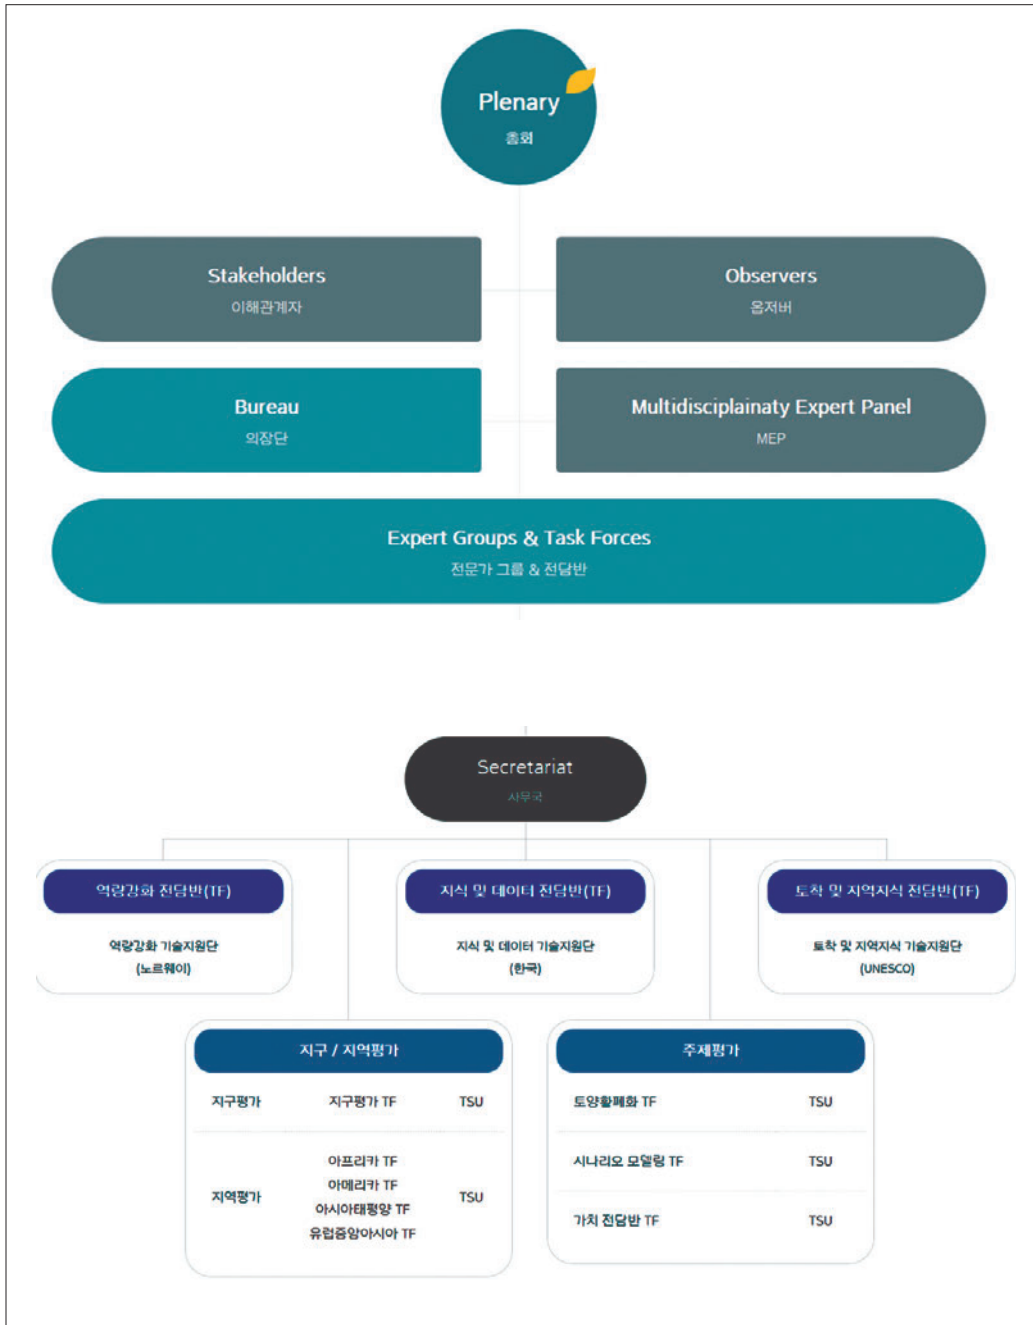 Plenary
총회
Stakeholders
이해관계자
Observers
옵저버
Bureau
의장단
Multidisciplainaty Expert Panel
MEP
Expert Groups & Task Forces
전문가 그룹 & 전담반
Secretariat
사무국
역량강화 전담반(TF)
역량강화 기술지원단
(노르웨이)
지식 및 데이터 전담반(TF)
지식 및 데이터 기술지원단
(한국)
토착 및 지역지식 전담반(TF)
토착 및 지역지식 기술지원단
(UNESCO)
지구 / 지역평가
지구평가 지구평가 TF TSU
지역평가
아프리카 TF
아메리카 TF
아시아태평양 TF
유럽중앙아시아 TF
TSU
주제평가
토양황폐화 TF TSU
시나리오 모델링 TF TSU
가치 전담반 TF TSU